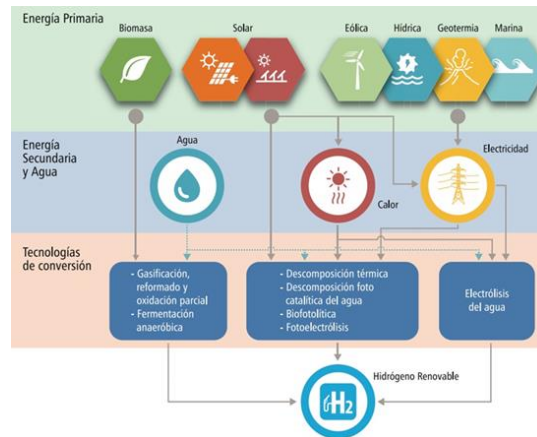 Energía Primaria
Biomasa
Solar
Eólica
Hídrica
Geotermia
Marina
Energía
Secundaria
y Agua
Agua
Calor
Electricidad
Tecnologías
de conversión
- Gasificación,
reformado y
oxidación parcial
- Fermentación
anaeróbica
- Descomposición térmica
- Descomposición foto
catalítica del agua
- Biofotolítica
- Fotoelectrólisis
Electrólisis
del agua
Hidrógeno Renovable
H2